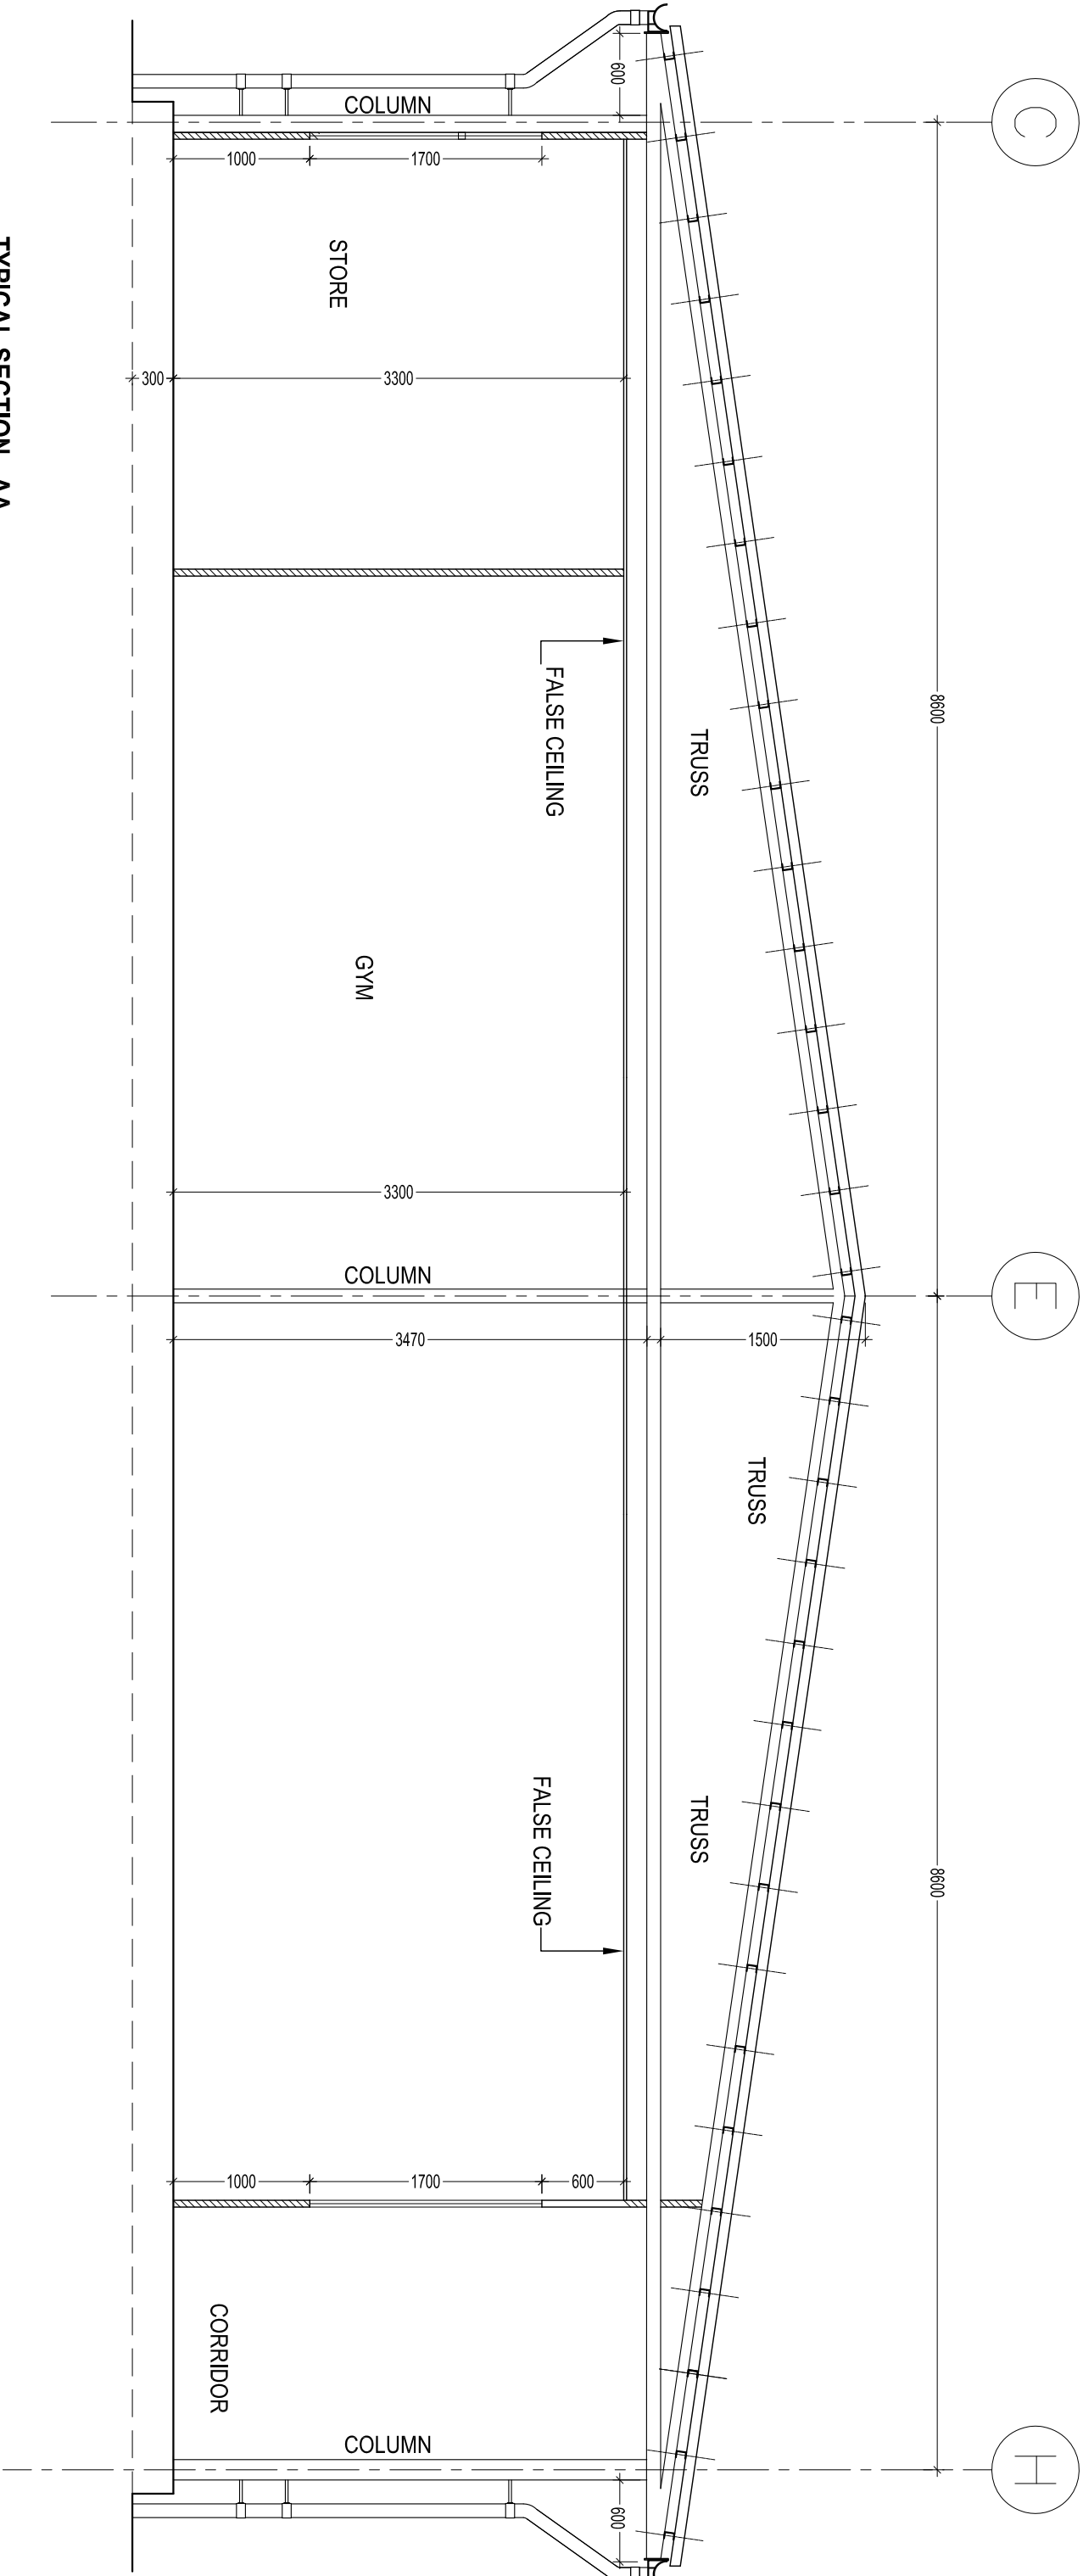 C
E
H
8600
8600
TRUSS
TRUSS
TRUSS
1500
600
600
FALSE CEILING
FALSE CEILING
COLUMN
COLUMN
COLUMN
1700
1000
STORE
3300
300
GYM
3300
3470
600
1700
1000
CORRIDOR
TYPICAL SECTION AA